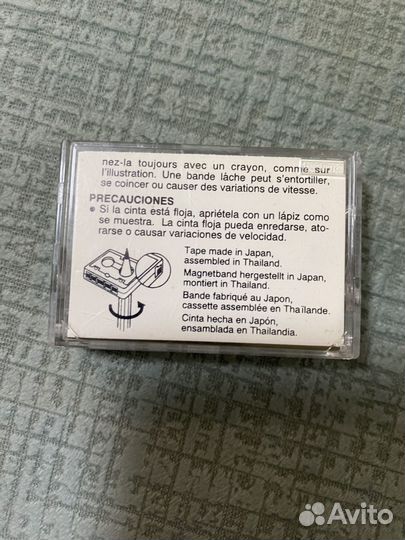 nez-la toujours avec un crayon, comme sur
l'illustration. Une bande lâche peut s'entortiller,
se coincer ou causer des variations de vitesse.
PRECAUCIONES
● Si la cinta está floja, apriétela con un lápiz como
se muestra. La cinta floja pueda enredarse, ato-
rarse o causar variaciones de velocidad.
Tape made in Japan,
assembled in Thailand.
Magnetband hergestellt in Japan,
montiert in Thailand.
Bande fabriqué au Japon,
cassette assemblée en Thaïlande.
Cinta hecha en Japón,
ensamblada en Thailandia.
Avito